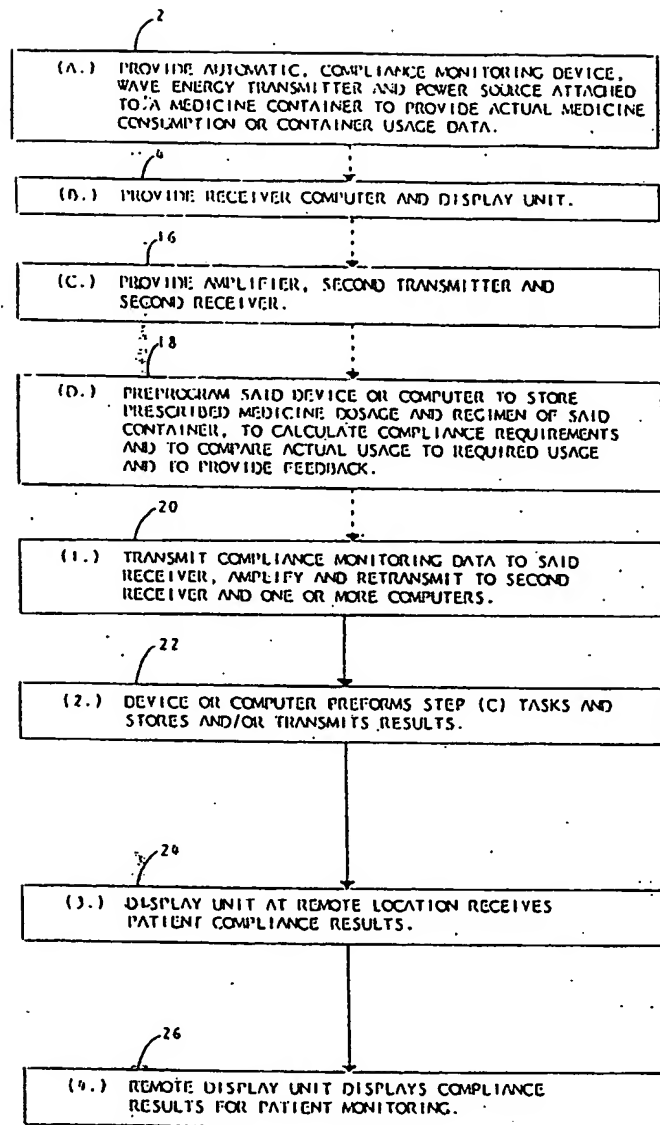 2
(A.) PROVIDE AUTOMATIC, COMPLIANCE MONITORING DEVICE,
WAVE ENERGY TRANSMITTER AND POWER SOURCE ATTACHED
TO A MEDICINE CONTAINER TO PROVIDE ACTUAL MEDICINE
CONSUMPTION OR CONTAINER USAGE DATA.
4
(B.) PROVIDE RECEIVER COMPUTER AND DISPLAY UNIT.
16
(C.) PROVIDE AMPLIFIER, SECOND TRANSMITTER AND
SECOND RECEIVER.
18
(D.) PREPROGRAM SAID DEVICE OR COMPUTER TO STORE
PRESCRIBED MEDICINE DOSAGE AND REGIMEN OF SAID
CONTAINER, TO CALCULATE COMPLIANCE REQUIREMENTS
AND TO COMPARE ACTUAL USAGE TO REQUIRED USAGE
AND TO PROVIDE FEEDBACK.
20
(1.) TRANSMIT COMPLIANCE MONITORING DATA TO SAID
RECEIVER, AMPLIFY AND RETRANSMIT TO SECOND
RECEIVER AND ONE OR MORE COMPUTERS.
22
(2.) DEVICE OR COMPUTER PREFORMS STEP (C) TASKS AND
STORES AND/OR TRANSMITS RESULTS.
24
(3.) DISPLAY UNIT AT REMOTE LOCATION RECEIVES
PATIENT COMPLIANCE RESULTS.
26
(4.) REMOTE DISPLAY UNIT DISPLAYS COMPLIANCE
RESULTS FOR PATIENT MONITORING.